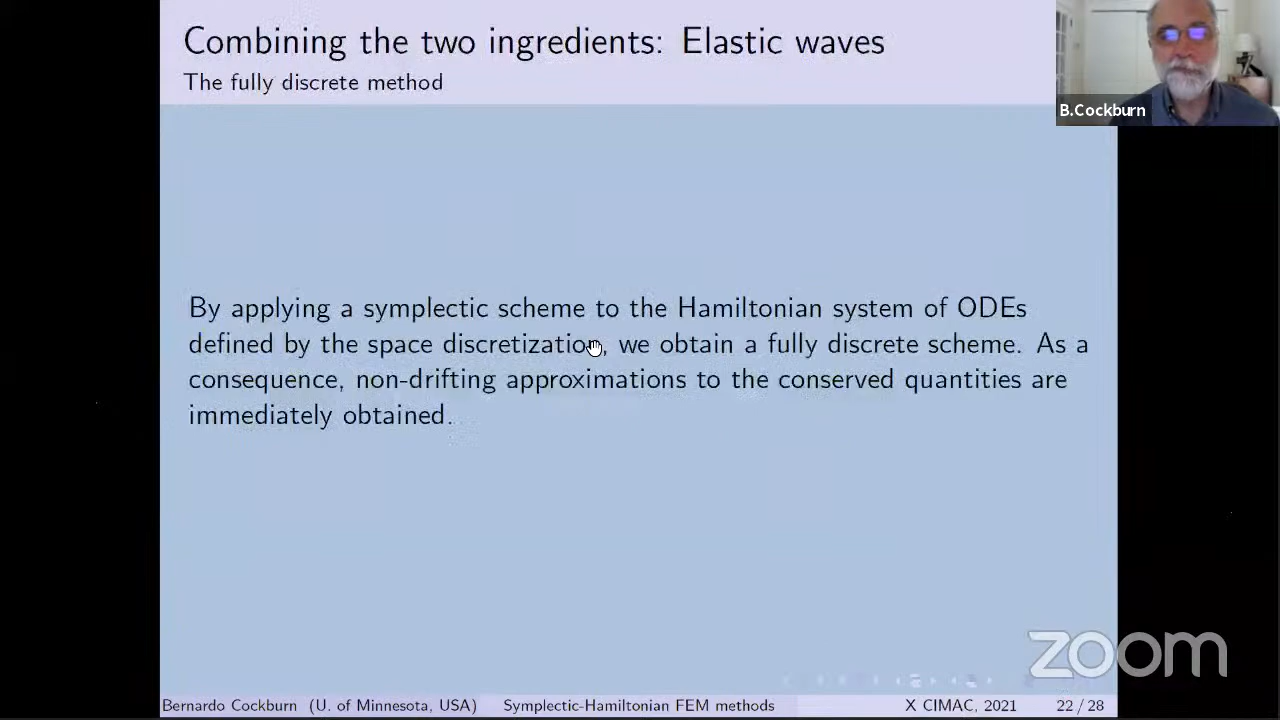 Combining the two ingredients: Elastic waves
The fully discrete method
B.Cockburn
By applying a symplectic scheme to the Hamiltonian system of ODEs
defined by the space discretization, we obtain a fully discrete scheme. As a
consequence, non-drifting approximations to the conserved quantities are
immediately obtained.
zoom
Bernardo Cockburn (U. of Minnesota, USA) Symplectic-Hamiltonian FEM methods X CIMAC, 2021 22 / 28